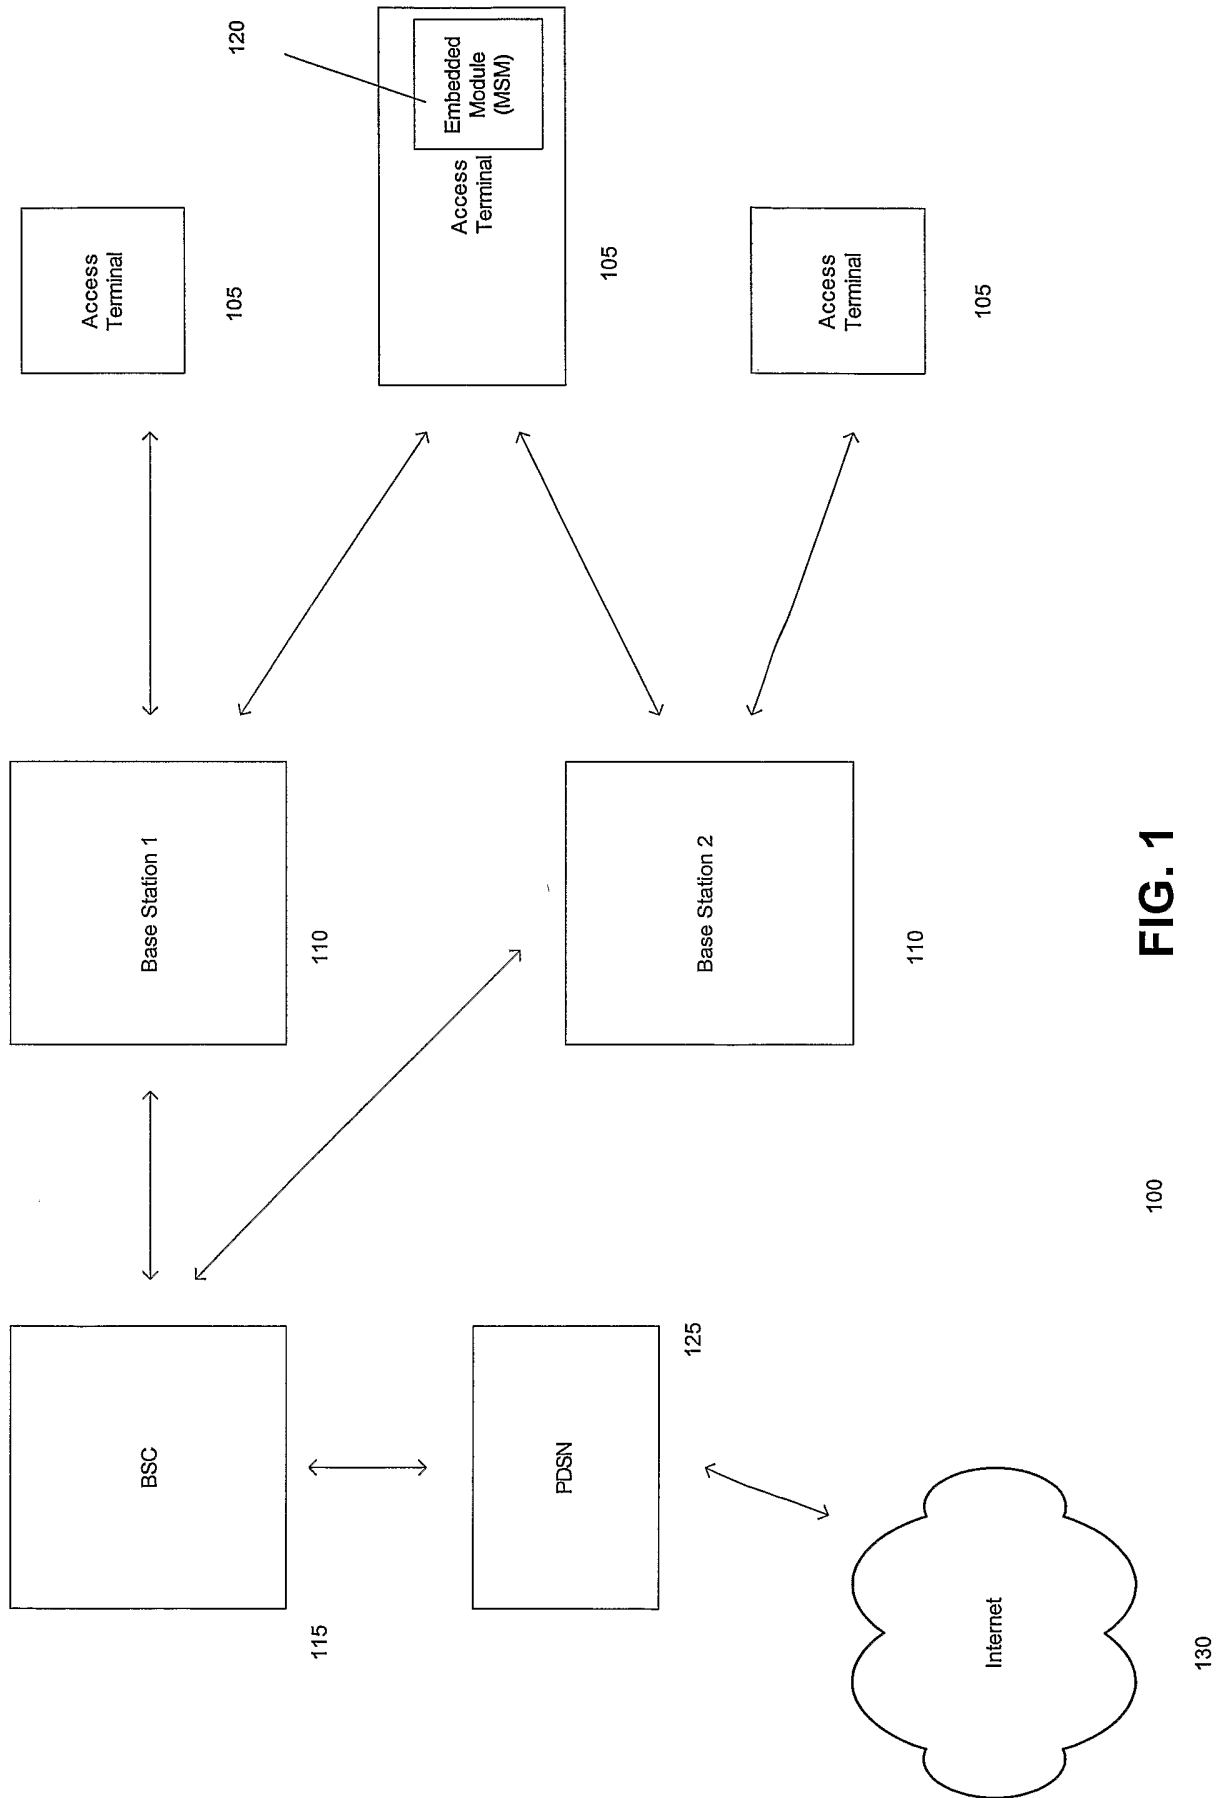 BSC
115
Base Station 1
110
Access
Terminal
105
120
Embedded
Module
(MSM)
Access
Terminal
105
PDSN
125
Base Station 2
110
Access
Terminal
105
Internet
130
100
FIG. 1